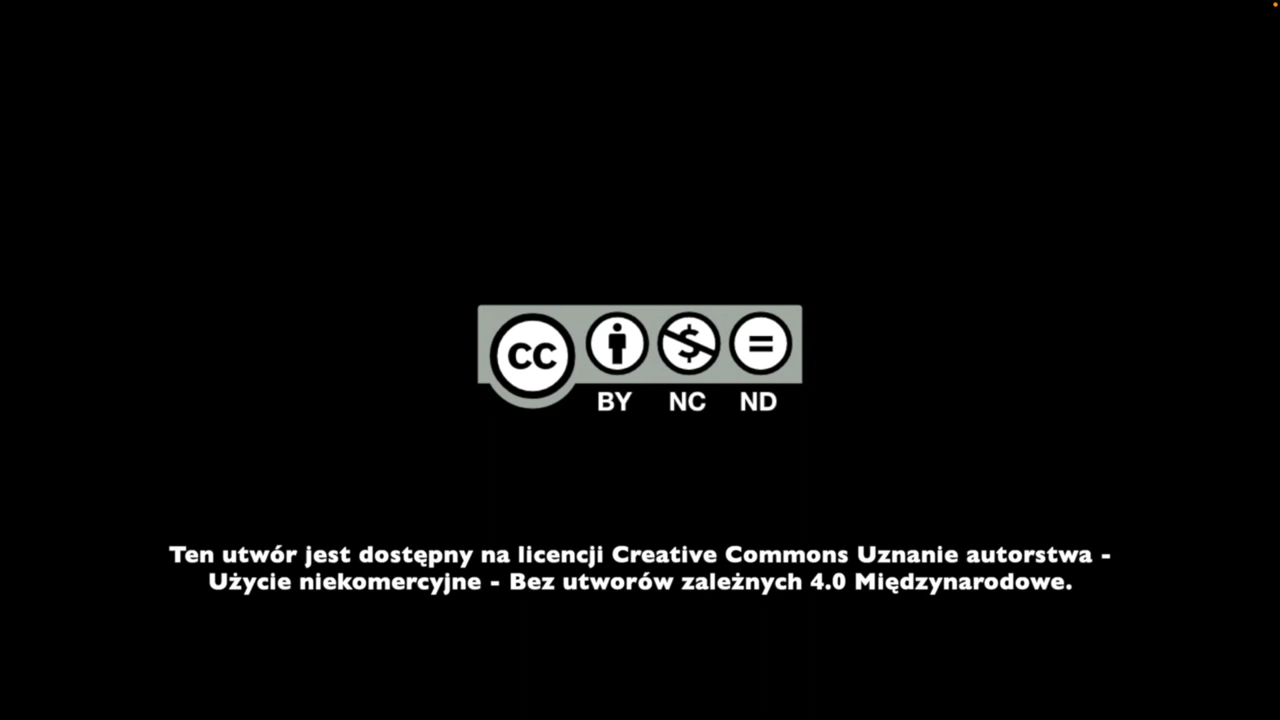 CC
BY NC ND
Ten utwór jest dostępny na licencji Creative Commons Uznanie autorstwa -
Użycie niekomercyjne - Bez utworów zależnych 4.0 Międzynarodowe.